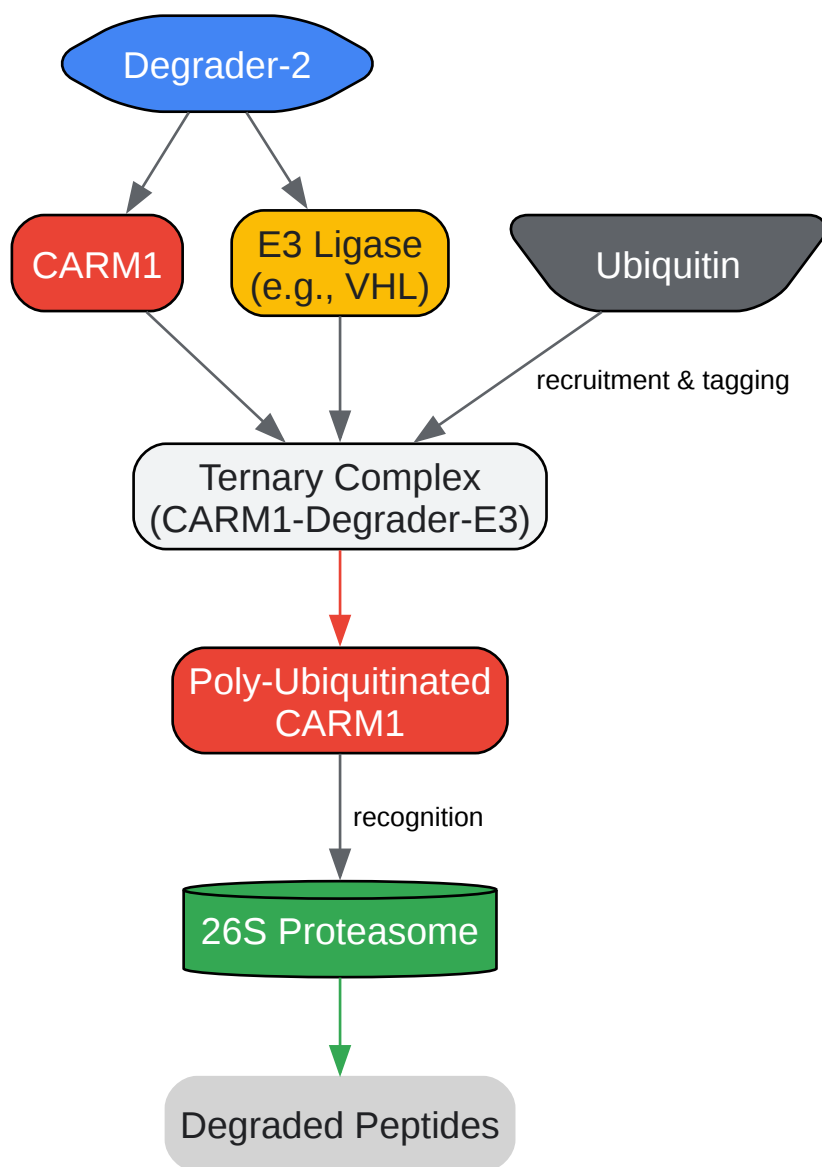 Degrader-2
CARM1
E3 Ligase
(e.g., VHL)
Ubiquitin
recruitment & tagging
Ternary Complex
(CARM1-Degrader-E3)
Poly-Ubiquitinated
CARM1
recognition
26S Proteasome
Degraded Peptides